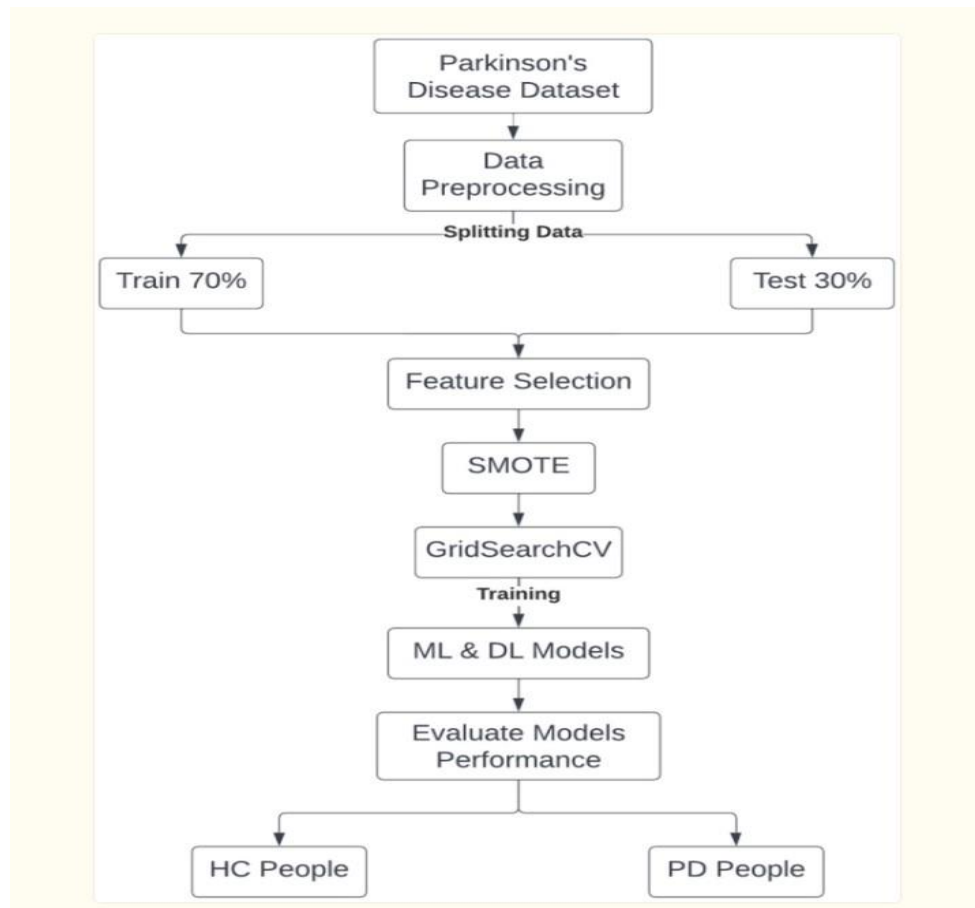 Parkinson's
Disease Dataset
Data
Preprocessing
Splitting Data
Train 70%
Test 30%
Feature Selection
SMOTE
GridSearchCV
Training
ML & DL Models
Evaluate Models
Performance
HC People
PD People